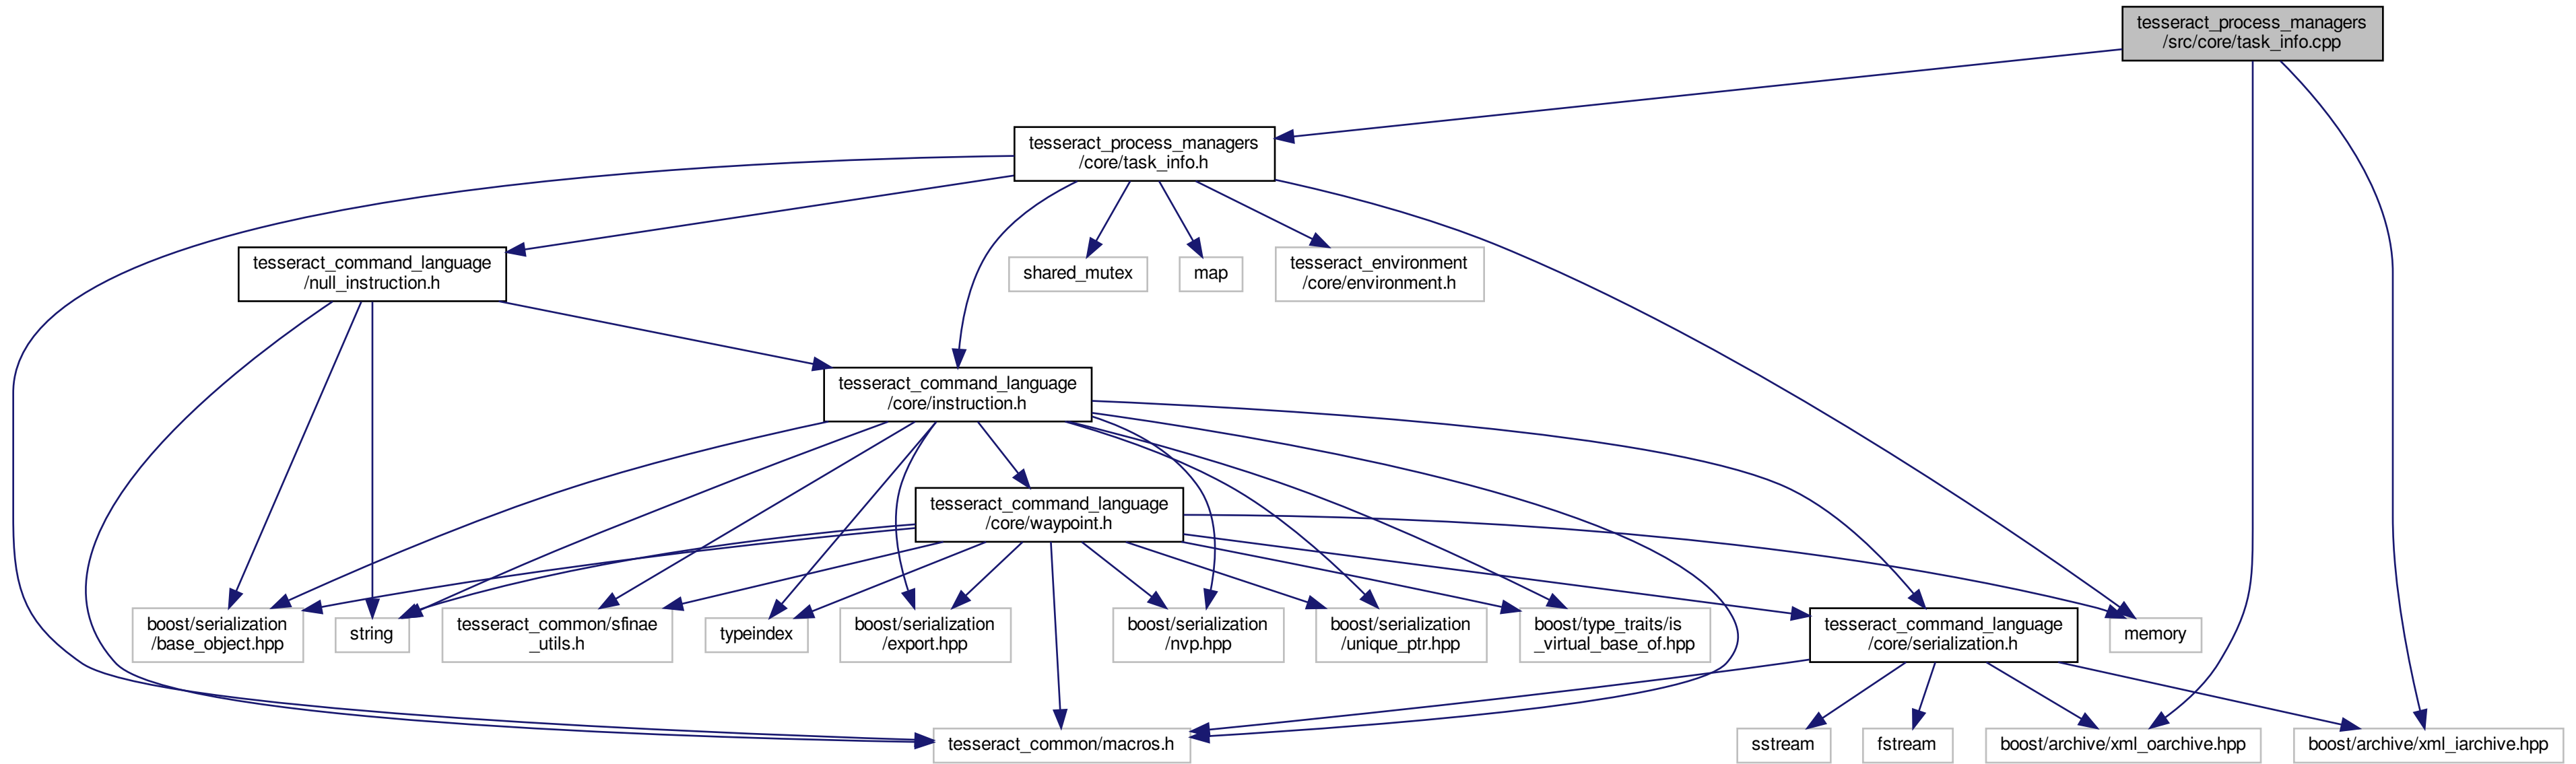 tesseract_process_managers
/src/core/task_info.cpp
tesseract_process_managers
/core/task_info.h
tesseract_command_language
/null_instruction.h
shared_mutex
map
tesseract_environment
/core/environment.h
tesseract_command_language
/core/instruction.h
tesseract_command_language
/core/waypoint.h
boost/serialization
/base_object.hpp
string
tesseract_common/sfinae
_utils.h
typeindex
boost/serialization
/export.hpp
boost/serialization
/nvp.hpp
boost/serialization
/unique_ptr.hpp
boost/type_traits/is
_virtual_base_of.hpp
tesseract_command_language
/core/serialization.h
memory
tesseract_common/macros.h
sstream
fstream
boost/archive/xml_oarchive.hpp
boost/archive/xml_iarchive.hpp